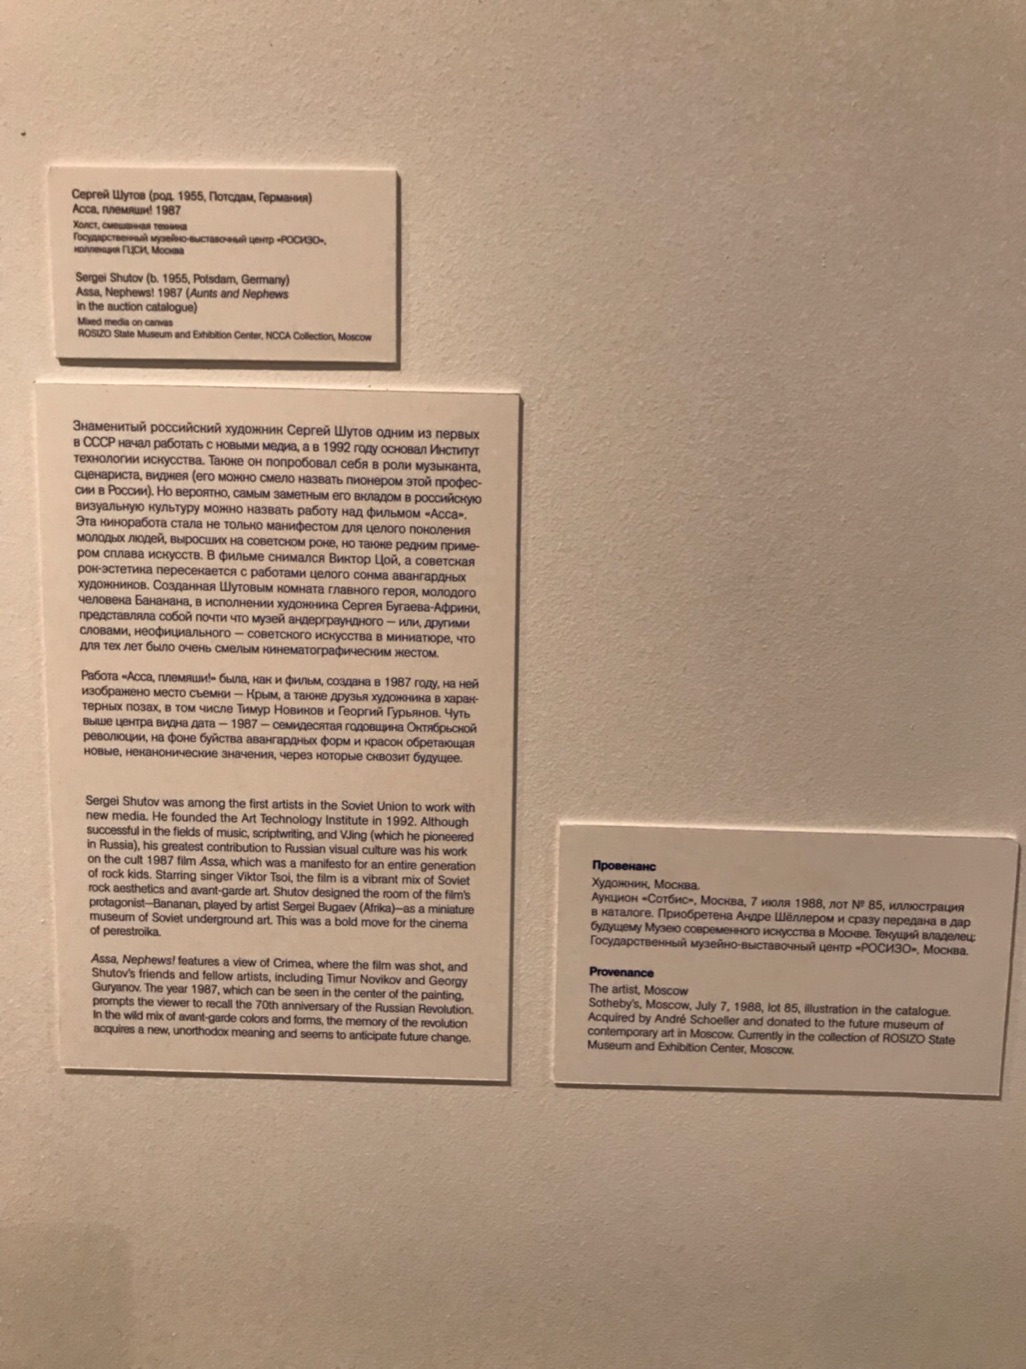 Сергей Шутов (род. 1955, Потсдам, Германия)
Асса, племяши! 1987
Холст, смешанная техника
Государственный музейно-выставочный центр «РОСИЗО»,
коллекция ГЦСИ, Москва
Sergei Shutov (b. 1955, Potsdam, Germany)
Assa, Nephews! 1987 (Aunts and Nephews
in the auction catalogue)
Mixed media on canvas
ROSIZO State Museum and Exhibition Center, NCCA Collection, Moscow
Знаменитый российский художник Сергей Шутов одним из первых
в СССР начал работать с новыми медиа, а в 1992 году основал Институт
технологии искусства. Также он попробовал себя в роли музыканта,
сценариста, виджея (его можно смело назвать пионером этой профес-
сии в России). Но вероятно, самым заметным его вкладом в российскую
визуальную культуру можно назвать работу над фильмом «Асса».
Эта киноработа стала не только манифестом для целого поколения
молодых людей, выросших на советском роке, но также редким приме-
ром сплава искусств. В фильме снимался Виктор Цой, а советская
рок-эстетика пересекается с работами целого сонма авангардных
художников. Созданная Шутовым комната главного героя, молодого
человека Бананана, в исполнении художника Сергея Бугаева-Африки,
представляла собой почти что музей андерграундного – или, другими
словами, неофициального – советского искусства в миниатюре, что
для тех лет было очень смелым кинематографическим жестом.
Работа «Асса, племяши!» была, как и фильм, создана в 1987 году, на ней
изображено место съемки – Крым, а также друзья художника в харак-
терных позах, в том числе Тимур Новиков и Георгий Гурьянов. Чуть
выше центра видна дата – 1987 – семидесятая годовщина Октябрьской
революции, на фоне буйства авангардных форм и красок обретающая
новые, неканонические значения, через которые сквозит будущее.
Sergei Shutov was among the first artists in the Soviet Union to work with
new media. He founded the Art Technology Institute in 1992. Although
successful in the fields of music, scriptwriting, and VJing (which he pioneered
in Russia), his greatest contribution to Russian visual culture was his work
on the cult 1987 film Assa, which was a manifesto for an entire generation
of rock kids. Starring singer Viktor Tsoi, the film is a vibrant mix of Soviet
rock aesthetics and avant-garde art. Shutov designed the room of the film's
protagonist—Bananan, played by artist Sergei Bugaev (Afrika)—as a miniature
museum of Soviet underground art. This was a bold move for the cinema
of perestroika.
Assa, Nephews! features a view of Crimea, where the film was shot, and
Shutov's friends and fellow artists, including Timur Novikov and Georgy
Guryanov. The year 1987, which can be seen in the center of the painting,
prompts the viewer to recall the 70th anniversary of the Russian Revolution.
In the wild mix of avant-garde colors and forms, the memory of the revolution
acquires a new, unorthodox meaning and seems to anticipate future change.
Провенанс
Художник, Москва.
Аукцион «Сотбис», Москва, 7 июля 1988, лот № 85, иллюстрация
в каталоге. Приобретена Андре Шёллером и сразу передана в дар
будущему Музею современного искусства в Москве. Текущий владелец:
Государственный музейно-выставочный центр «РОСИЗО», Москва.
Provenance
The artist, Moscow
Sotheby's, Moscow, July 7, 1988, lot 85, illustration in the catalogue.
Acquired by André Schoeller and donated to the future museum of
contemporary art in Moscow. Currently in the collection of ROSIZO State
Museum and Exhibition Center, Moscow.